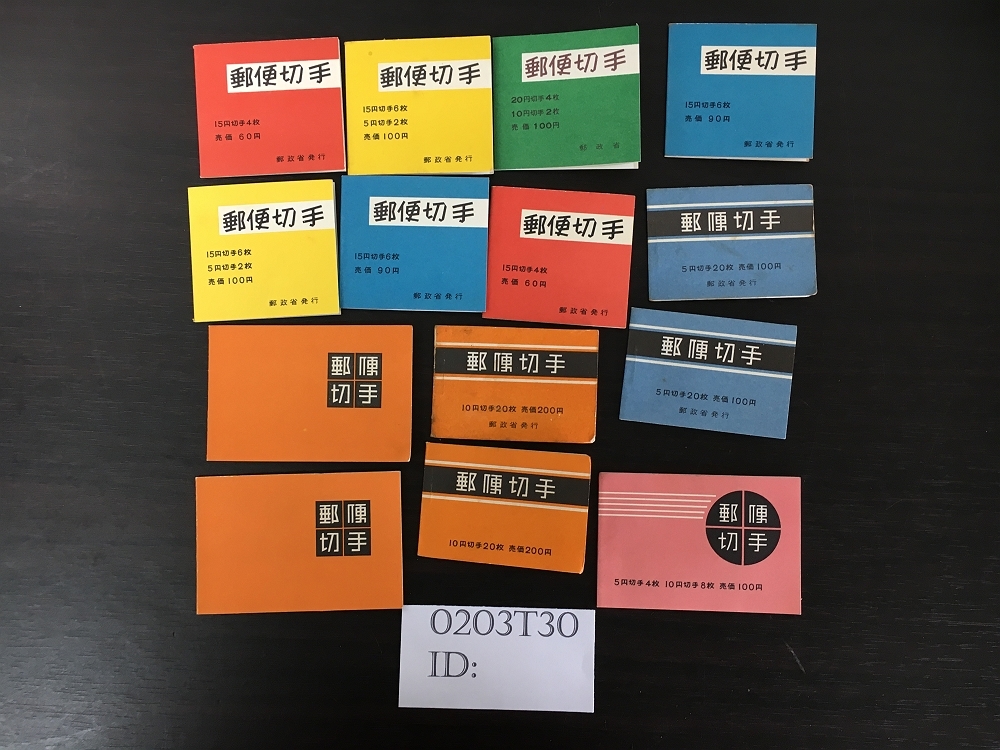 郵便切手
15円切手4枚
売価 60円
郵政省発行
郵便切手
15円切手6枚
5円切手2枚
売価100円
郵政省発行
郵便切手
20円切手4枚
10円切手2枚
売価 100円
郵政省
郵便切手
15円切手6枚
売価 90円
郵政省発行
郵便切手
15円切手6枚
5円切手2枚
売価100円
郵政省発行
郵便切手
15円切手6枚
売価 90円
郵政省発行
郵便切手
15円切手4枚
売価 60円
郵政省発行
郵便切手
5円切手20枚 売価100円
郵政省発行
郵便
切手
郵便切手
10円切手20枚 売価200円
郵政省発行
郵便切手
5円切手20枚 売価100円
郵政省発行
郵便
切手
郵便切手
10円切手20枚 売価200円
郵便
切手
5円切手4枚 10円切手8枚 売価100円
0203T30
ID: